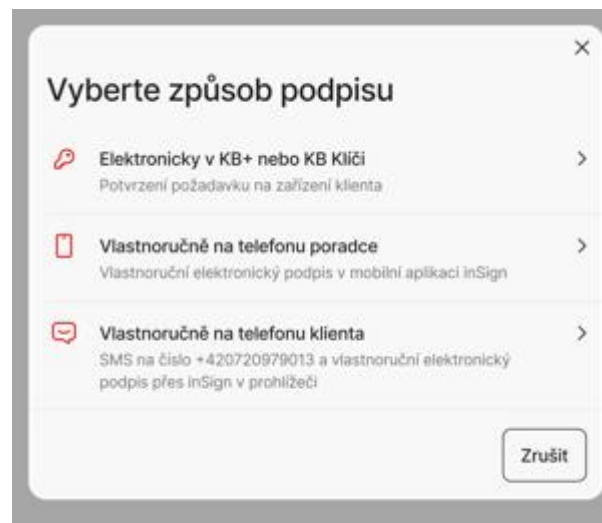 Vyberte způsob podpisu
Elektronicky v KB+ nebo KB Klíči
Potvrzení požadavku na zařízení klienta
Vlastnoručně na telefonu poradce
Vlastnoruční elektronický podpis v mobilní aplikaci inSign
Vlastnoručně na telefonu klienta
SMS na číslo +420720979013 a vlastnoruční elektronický
podpis přes inSign v prohlížeči
Zrušit